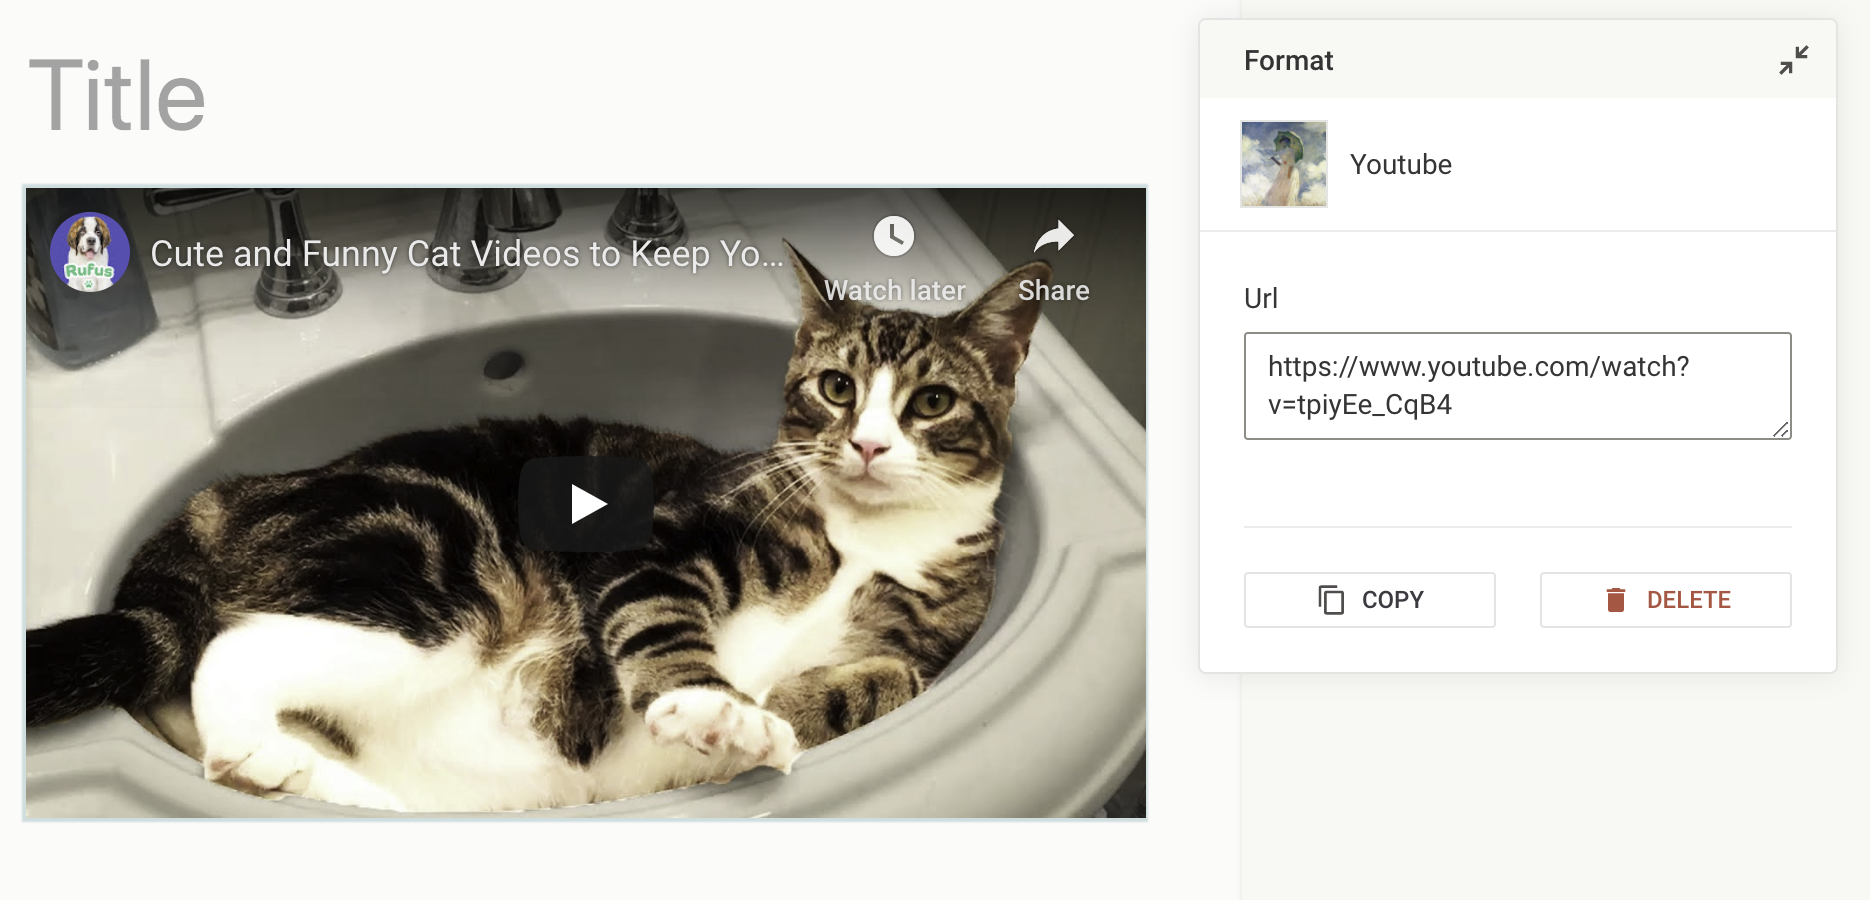 Title
Rufus
Cute and Funny Cat Videos to Keep Yo...
Watch later
Share
Format
Youtube
Url
https://www.youtube.com/watch?
v=tpiyEe_CqB4
COPY
DELETE